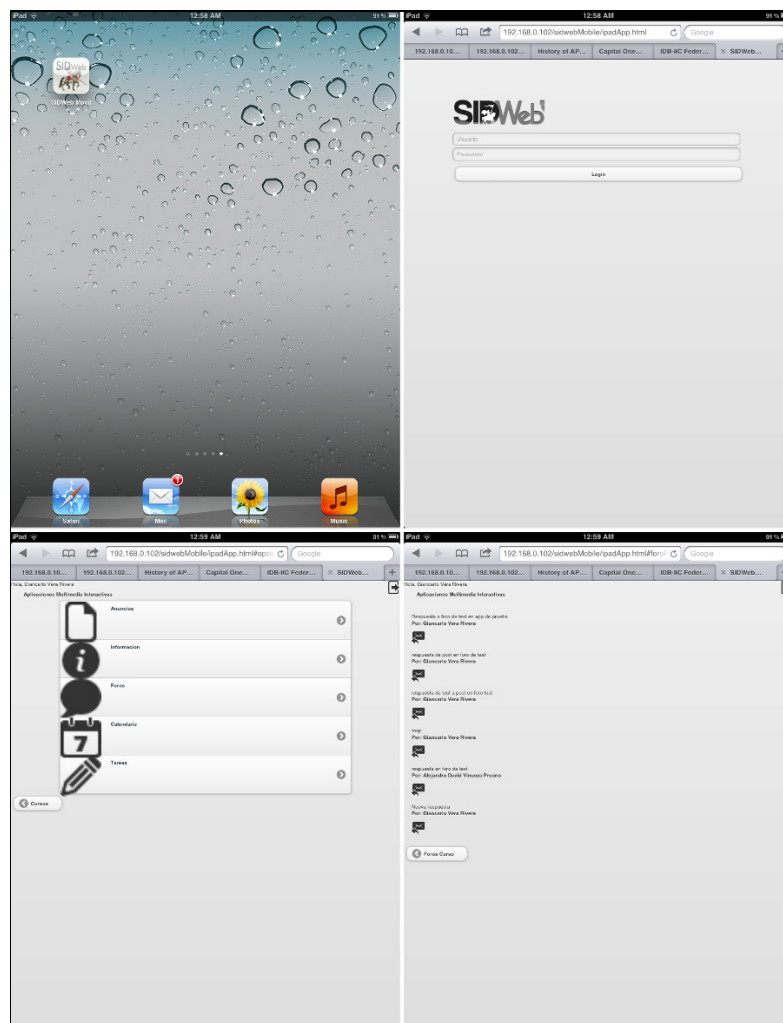 iPad 12:58 AM 91 %
SIDWeb
SIDWeb Movil
1
Safari Mail Photos Music
iPad 12:58 AM 91 %
192.168.0.102/sidwebMobile/ipadApp.html Google
192.168.0.10... 192.168.0.102... History of AP... Capital One... IDB-IIC Feder... SIDWeb...
SIDWeb
Usuario
Password
Login
iPad 12:59 AM 91 %
192.168.0.102/sidwebMobile/ipadApp.html#opci Google
192.168.0.10... 192.168.0.102... History of AP... Capital One... IDB-IIC Feder... SIDWeb...
Hola, Giancarlo Vera Rivera
Aplicaciones Multimedia Interactivas
Anuncios
Informacion
Foros
7
Calendario
Tareas
Cursos
iPad 12:59 AM 91 %
192.168.0.102/sidwebMobile/ipadApp.html#foro Google
192.168.0.10... 192.168.0.102... History of AP... Capital One... IDB-IIC Feder... SIDWeb...
Hola, Giancarlo Vera Rivera
Aplicaciones Multimedia Interactivas
Respuesta a foro de test en app de prueba
Por: Giancarlo Vera Rivera
respuesta de post en foro de test
Por: Giancarlo Vera Rivera
respuesta de test a post en foro test
Por: Giancarlo Vera Rivera
resp
Por: Giancarlo Vera Rivera
respuesta en foro de test
Por: Alejandro David
Nueva respuesta
Por: Giancarlo Vera Rivera
Foros Curso